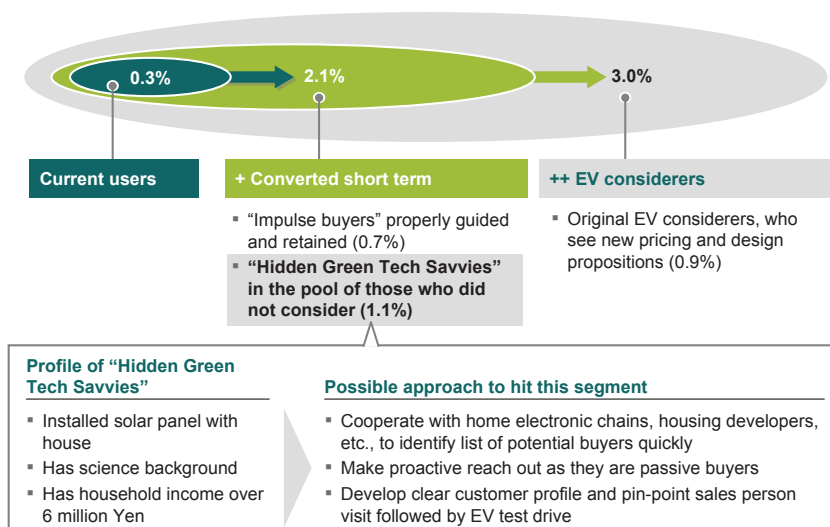 0.3%
2.1%
3.0%
Current users
+ Converted short term
++ EV considerers
▪ “Impulse buyers” properly guided
and retained (0.7%)
▪ “Hidden Green Tech Savvies”
in the pool of those who did
not consider (1.1%)
▪ Original EV considerers, who
see new pricing and design
propositions (0.9%)
Profile of “Hidden Green
Tech Savvies”
▪ Installed solar panel with
house
▪ Has science background
▪ Has household income over
6 million Yen
Possible approach to hit this segment
▪ Cooperate with home electronic chains, housing developers,
etc., to identify list of potential buyers quickly
▪ Make proactive reach out as they are passive buyers
▪ Develop clear customer profile and pin-point sales person
visit followed by EV test drive